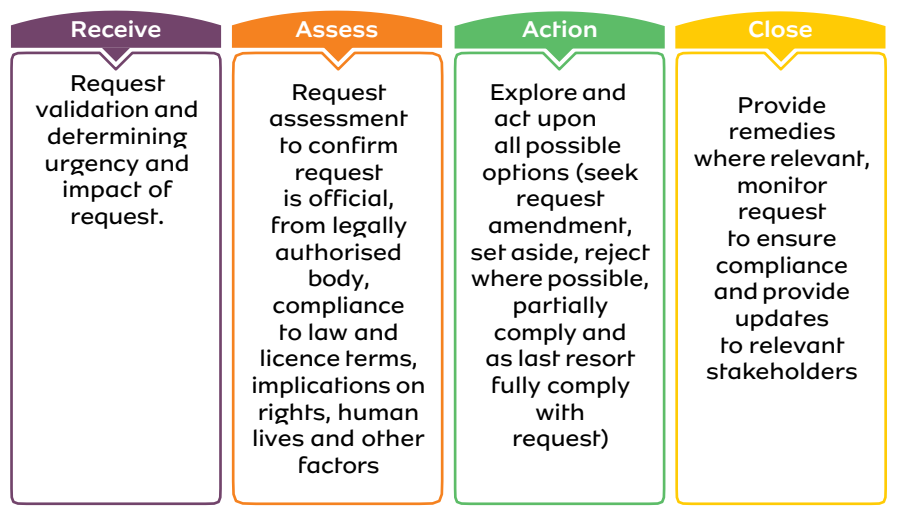 Receive
Request
validation and
determining
urgency and
impact of
request.
Assess
Request
assessment
to confirm
request
is official,
from legally
authorised
body,
compliance
to law and
licence terms,
implications on
rights, human
lives and other
factors
Action
Explore and
act upon
all possible
options (seek
request
amendment,
set aside, reject
where possible,
partially
comply and
as last resort
fully comply
with
request)
Close
Provide
remedies
where relevant,
monitor
request
to ensure
compliance
and provide
updates
to relevant
stakeholders